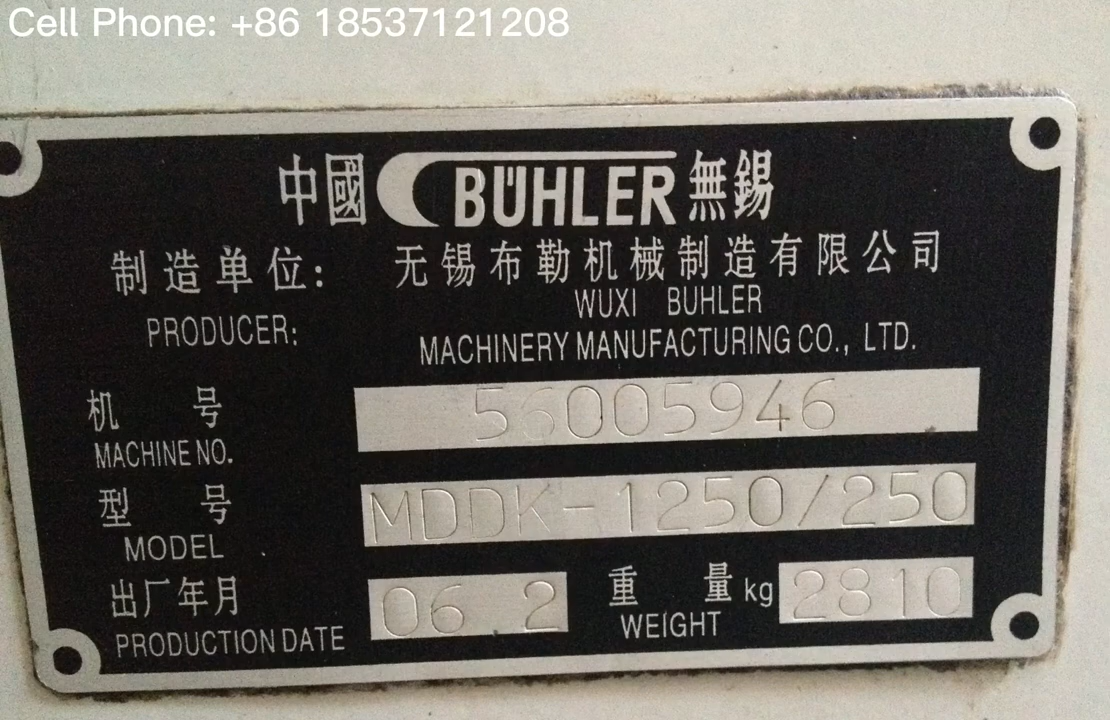 Cell Phone: +86 18537121208
中國 BÜHLER 無錫
制造单位: 无锡布勒机械制造有限公司
PRODUCER: WUXI BUHLER
MACHINERY MANUFACTURING CO., LTD.
机号 56005946
MACHINE NO.
型号 MDDK-1250/250
MODEL
出厂年月 06 2 重量 kg 2810
PRODUCTION DATE WEIGHT